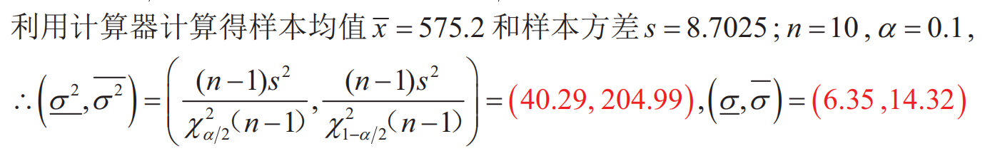 利用计算器计算得样本均值 $\overline{x} = 575.2$ 和样本方差 $s = 8.7025$ ; $n = 10$ , $\alpha = 0.1$ ,
$\therefore \left( \underline{\sigma^2}, \overline{\sigma^2} \right) = \left( \frac{(n-1)s^2}{\chi^2_{\alpha/2}(n-1)}, \frac{(n-1)s^2}{\chi^2_{1-\alpha/2}(n-1)} \right) = (40.29, 204.99), \left( \underline{\sigma}, \overline{\sigma} \right) = (6.35, 14.32)$